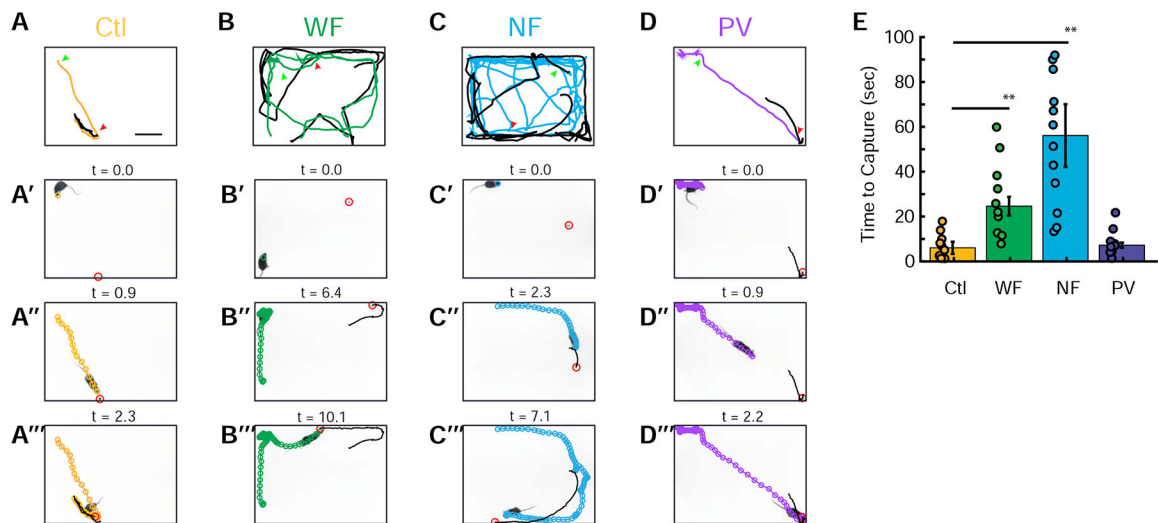 A Ctl B WF C NF D PV E
t = 0.0 t = 0.0 t = 0.0 t = 0.0
A' B' C' D'
t = 0.9 t = 6.4 t = 2.3 t = 0.9
A'' B'' C'' D''
t = 2.3 t = 10.1 t = 7.1 t = 2.2
A''' B''' C''' D'''
Time to Capture (sec)
100
80
60
40
20
0
**
**
Ctl WF NF PV